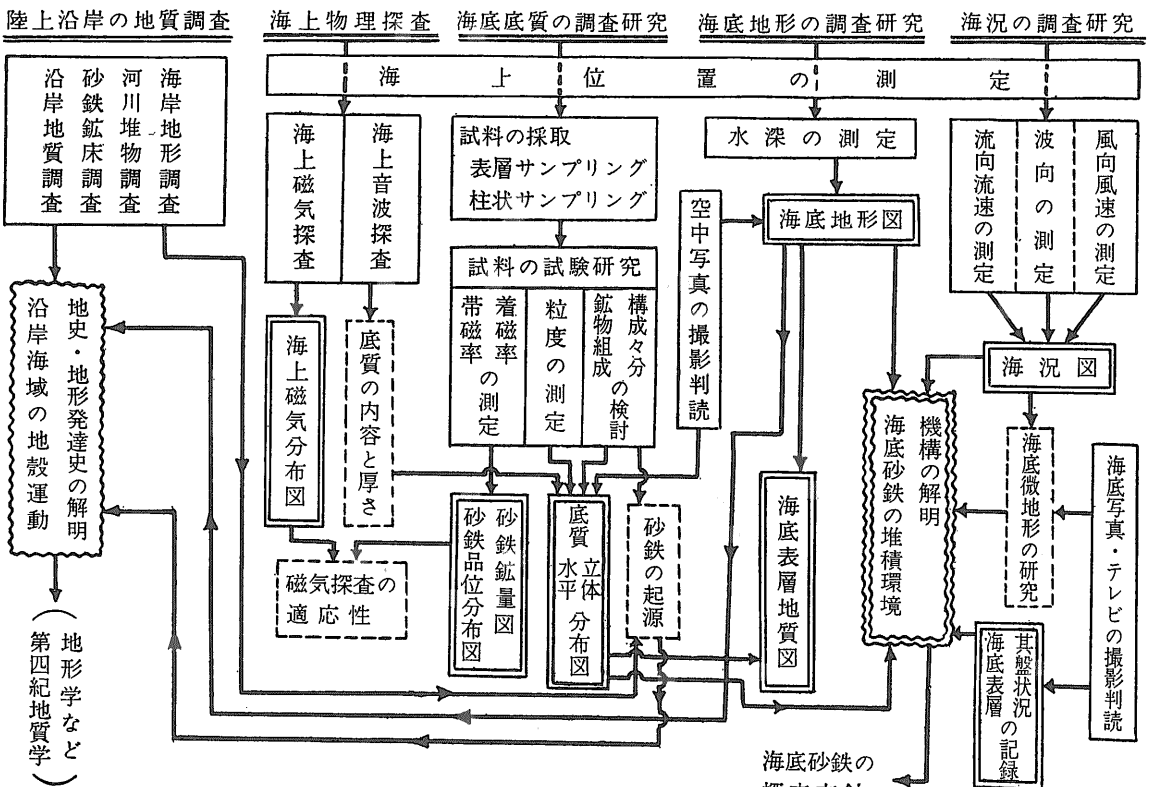 陸上沿岸の地質調査
海上物理探査
海底底質の調査研究
海底地形の調査研究
海況の調査研究
海上位置の測定
海岸地形調査
河川堆物調査
砂鉄鉱床調査
沿岸地質調査
海上音波探査
海上磁気探査
試料の採取
表層サンプリング
柱状サンプリング
水深の測定
風向風速の測定
波向の測定
流向流速の測定
空中写真の撮影判読
海底地形図
試料の試験研究
構成々分
鉱物組成
の検討
粒度の測定
着磁率
帯磁率
の測定
地史・地形発達史の解明
沿岸海域の地殻運動
海上磁気分布図
底質の内容と厚さ
海況図
機構の解明
海底砂鉄の堆積環境
海底微地形の研究
海底写真・テレビの撮影判読
海底表層地質図
砂鉄鉱量図
砂鉄品位分布図
底質
立体
水平
分布図
砂鉄の起源
磁気探査の
適応性
(地形学など
第四紀地質学)
其盤状況
海底表層
の記録
海底砂鉄の